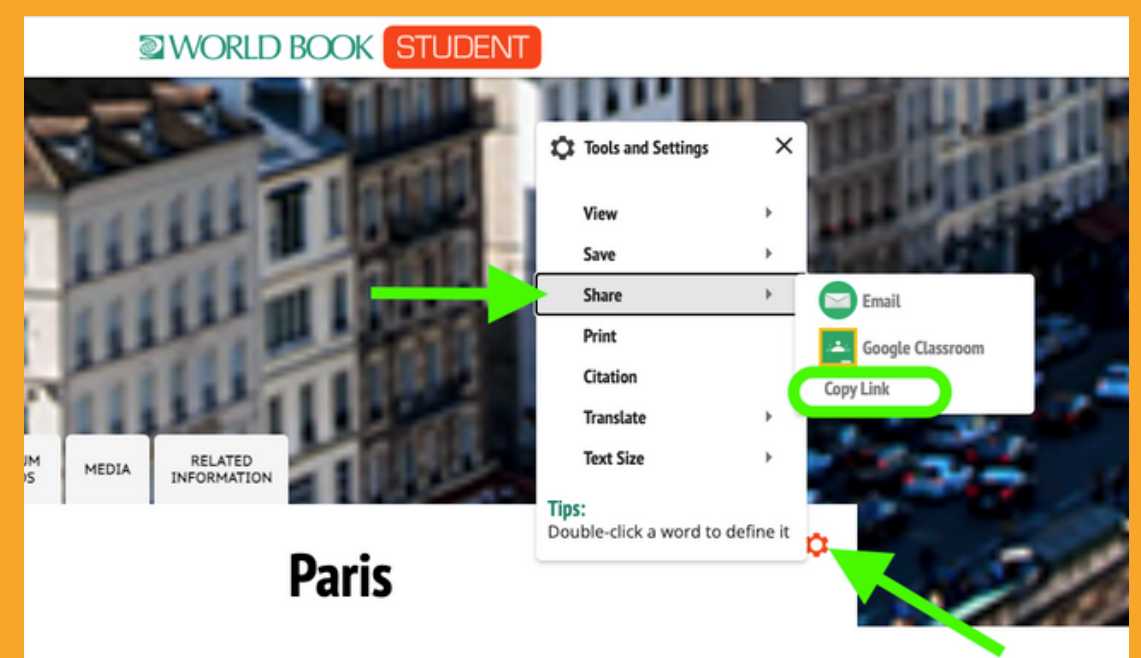 WORLD BOOK STUDENT
Tools and Settings
View
Save
Share
Print
Citation
Translate
Text Size
Tips:
Double-click a word to define it
Email
Google Classroom
Copy Link
MEDIA
RELATED
INFORMATION
Paris